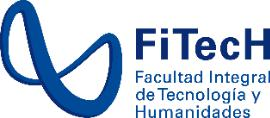 FiTecH
Facultad Integral
de Tecnología y
Humanidades